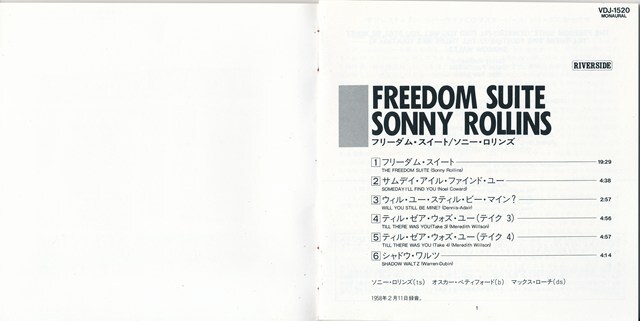 VDJ-1520
MONAURAL
RIVERSIDE
FREEDOM SUITE
SONNY ROLLINS
フリーダム・スイート/ソニー・ロリンズ
1 フリーダム・スイート 19:29
THE FREEDOM SUITE (Sonny Rollins)
2 サムデイ・アイル・ファインド・ユー 4:38
SOMEDAY I'LL FIND YOU (Noel Coward)
3 ウィル・ユー・スティル・ビー・マイン? 2:57
WILL YOU STILL BE MINE? (Dennis-Adair)
4 ティル・ゼア・ウォズ・ユー(テイク 3) 4:56
TILL THERE WAS YOU(Take 3) (Meredith Willson)
5 ティル・ゼア・ウォズ・ユー(テイク 4) 4:57
TILL THERE WAS YOU(Take 4) (Meredith Willson)
6 シャドウ・ワルツ 4:14
SHADOW WALTZ (Warren-Dubin)
ソニー・ロリンズ(ts) オスカー・ペティフォード(b) マックス・ローチ(ds)
1958年2月11日録音。
1